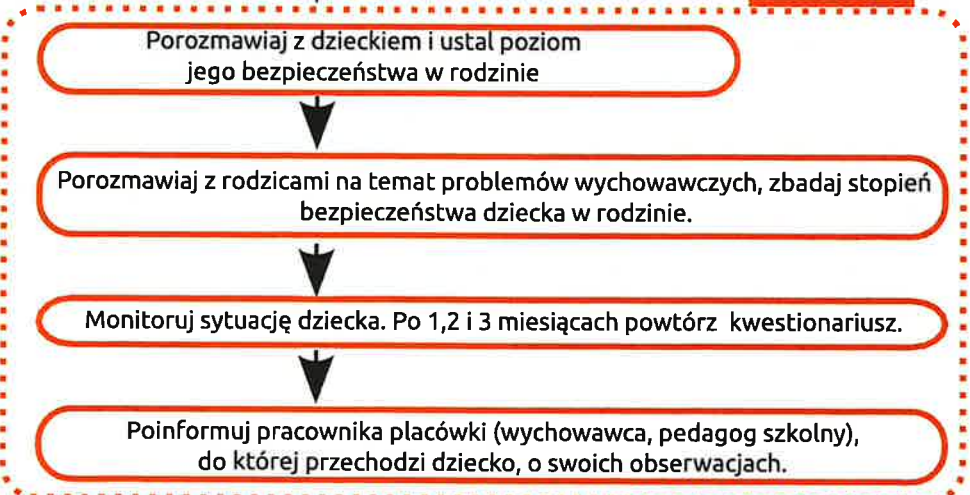 Porozmawiaj z dzieckiem i ustal poziom
jego bezpieczeństwa w rodzinie
Porozmawiaj z rodzicami na temat problemów wychowawczych, zbadaj stopień
bezpieczeństwa dziecka w rodzinie.
Monitoruj sytuację dziecka. Po 1,2 i 3 miesiącach powtórz kwestionariusz.
Poinformuj pracownika placówki (wychowawca, pedagog szkolny),
do której przechodzi dziecko, o swoich obserwacjach.